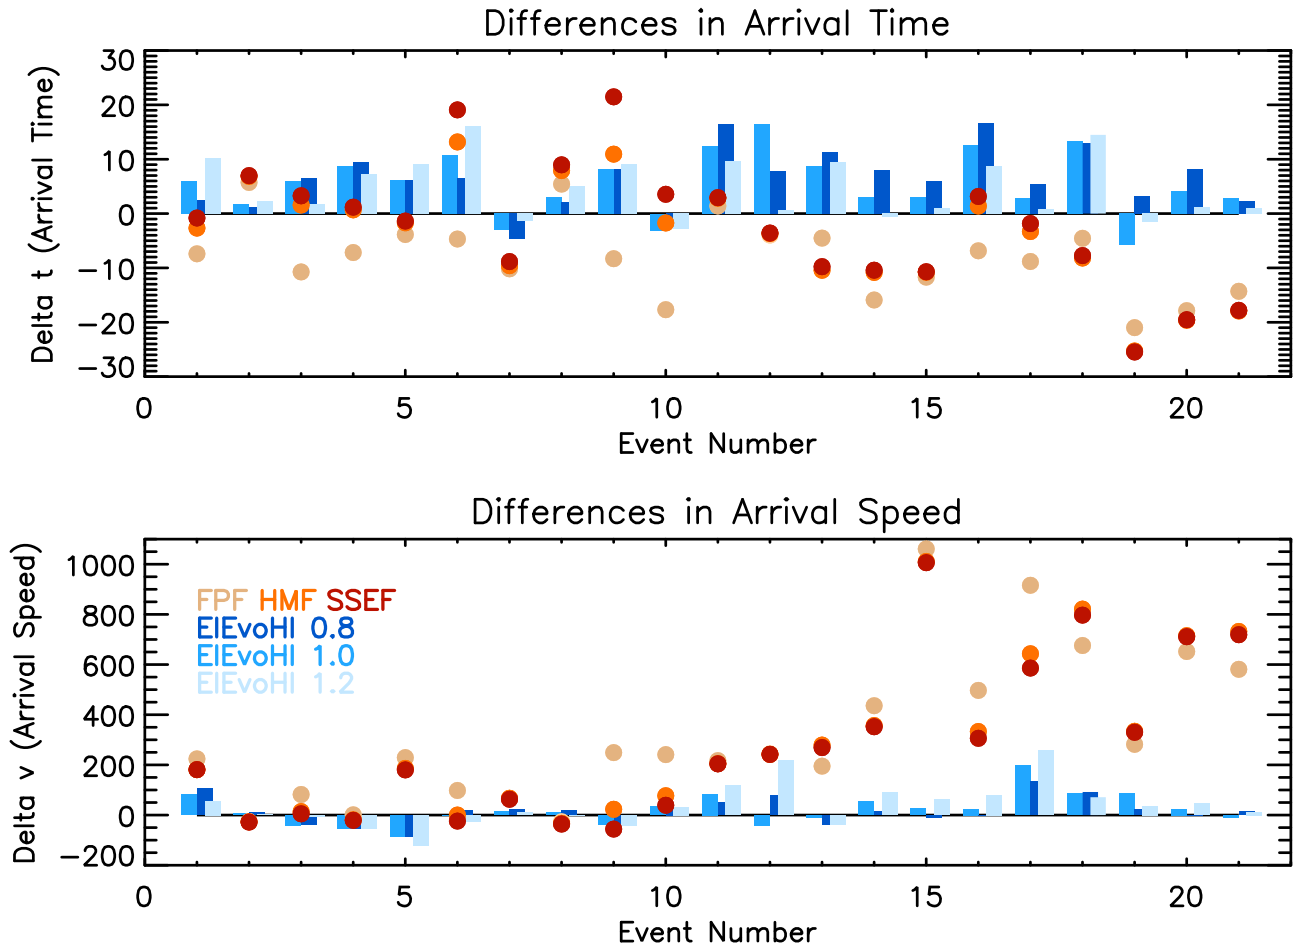 Differences in Arrival Time
Delta t (Arrival Time)
30
20
10
0
−10
−20
−30
0 5 10 15 20
Event Number
Differences in Arrival Speed
Delta v (Arrival Speed)
1000
800
600
400
200
0
−200
FPF HMF SSEF
ElEvoHI 0.8
ElEvoHI 1.0
ElEvoHI 1.2
0 5 10 15 20
Event Number